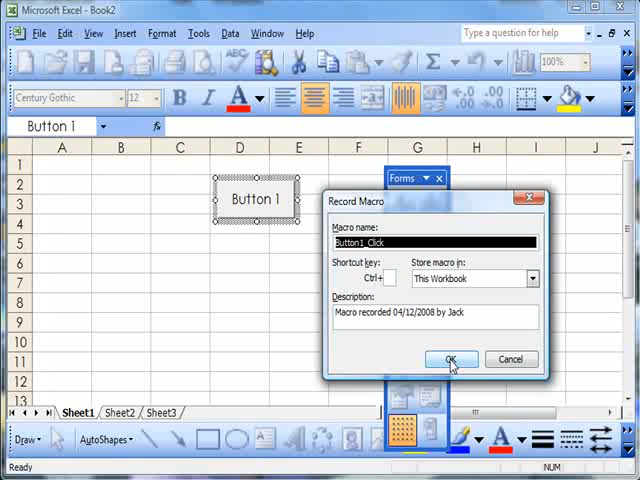 Microsoft Excel - Book2
File Edit View Insert Format Tools Data Window Help
Type a question for help
100%
Century Gothic 12 B I A
Button 1 fx
A B C D E F G H I J
1
2
Forms
3
Button 1
Record Macro
4
Macro name:
5
Button1_Click
6
Shortcut key: Store macro in:
Ctrl+ This Workbook
7
Description:
8
Macro recorded 04/12/2008 by Jack
9
10
OK Cancel
11
12
13
Sheet1 Sheet2 Sheet3
Draw AutoShapes A
Ready NUM